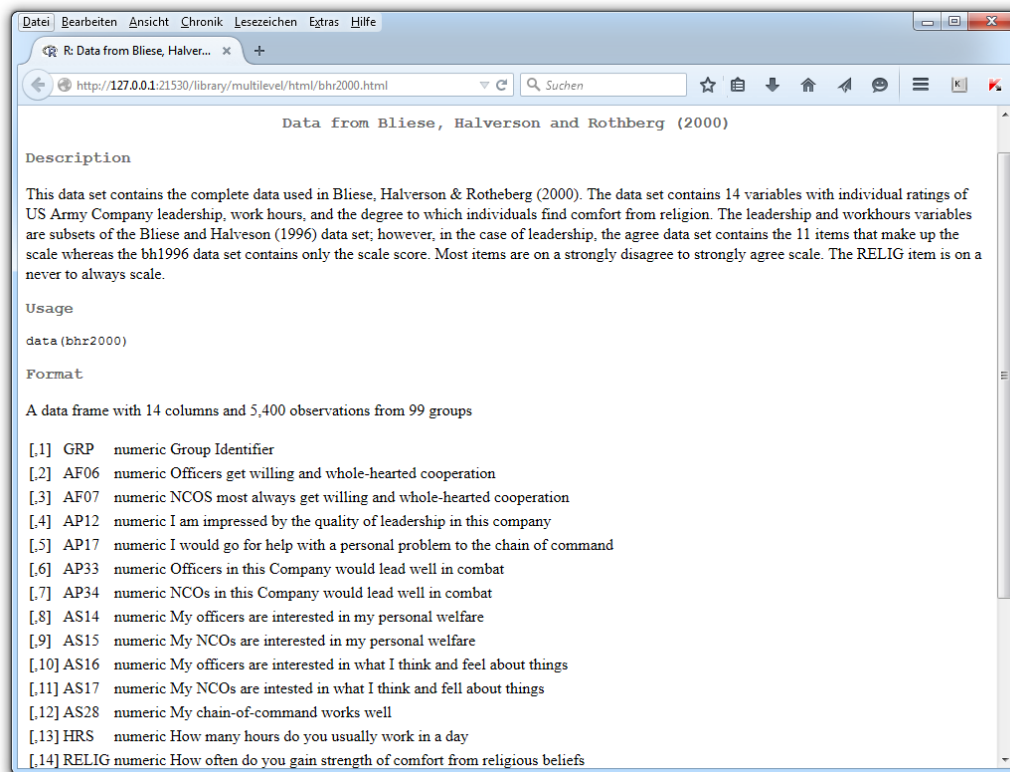 Datei Bearbeiten Ansicht Chronik Lesezeichen Extras Hilfe
R: Data from Bliese, Halver...
http://127.0.0.1:21530/library/multilevel/html/bhr2000.html
Suchen
Data from Bliese, Halverson and Rothberg (2000)
Description
This data set contains the complete data used in Bliese, Halverson & Rotheberg (2000). The data set contains 14 variables with individual ratings of
US Army Company leadership, work hours, and the degree to which individuals find comfort from religion. The leadership and workhours variables
are subsets of the Bliese and Halveson (1996) data set; however, in the case of leadership, the agree data set contains the 11 items that make up the
scale whereas the bh1996 data set contains only the scale score. Most items are on a strongly disagree to strongly agree scale. The RELIG item is on a
never to always scale.
Usage
data(bhr2000)
Format
A data frame with 14 columns and 5,400 observations from 99 groups
[,1] GRP numeric Group Identifier
[,2] AF06 numeric Officers get willing and whole-hearted cooperation
[,3] AF07 numeric NCOS most always get willing and whole-hearted cooperation
[,4] AP12 numeric I am impressed by the quality of leadership in this company
[,5] AP17 numeric I would go for help with a personal problem to the chain of command
[,6] AP33 numeric Officers in this Company would lead well in combat
[,7] AP34 numeric NCOs in this Company would lead well in combat
[,8] AS14 numeric My officers are interested in my personal welfare
[,9] AS15 numeric My NCOs are interested in my personal welfare
[,10] AS16 numeric My officers are interested in what I think and feel about things
[,11] AS17 numeric My NCOs are intested in what I think and fell about things
[,12] AS28 numeric My chain-of-command works well
[,13] HRS numeric How many hours do you usually work in a day
[,14] RELIG numeric How often do you gain strength of comfort from religious beliefs